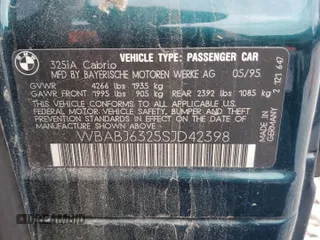 VEHICLE TYPE: PASSENGER CAR
325IA Cabrio
MFD BY BAYERISCHE MOTOREN WERKE AG 05/95
GVWR 4266 lbs 1935 kg
GAWR FRONT 1995 lbs 905 kg REAR 2392 lbs 1085 kg
THIS VEHICLE CONFORMS TO ALL APPLICABLE
FEDERAL MOTOR VEHICLE SAFETY, BUMPER, AND
THEFT PREVENTION STANDARDS IN EFFECT ON THE
DATE OF MANUFACTURE SHOWN ABOVE
WBABJ6325SJD42398
2 121 447
MADE IN
GERMANY